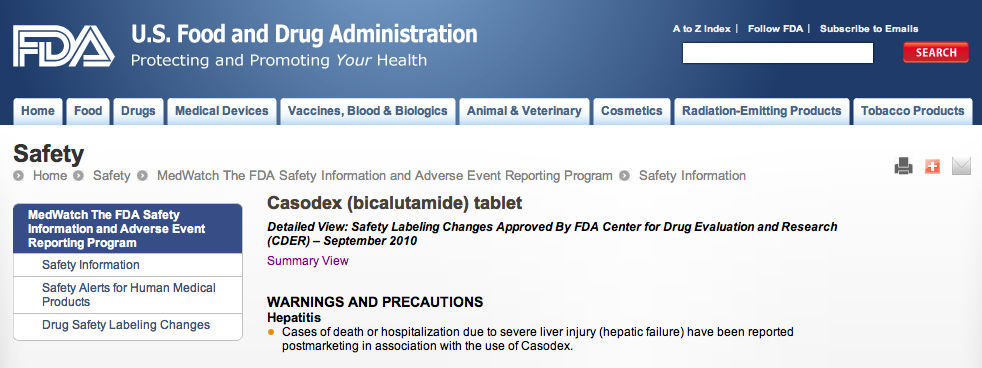 FDA U.S. Food and Drug Administration
Protecting and Promoting Your Health
A to Z Index | Follow FDA | Subscribe to Emails
SEARCH
Home Food Drugs Medical Devices Vaccines, Blood & Biologics Animal & Veterinary Cosmetics Radiation-Emitting Products Tobacco Products
Safety
Home Safety MedWatch The FDA Safety Information and Adverse Event Reporting Program Safety Information
MedWatch The FDA Safety
Information and Adverse Event
Reporting Program
Safety Information
Safety Alerts for Human Medical
Products
Drug Safety Labeling Changes
Casodex (bicalutamide) tablet
Detailed View: Safety Labeling Changes Approved By FDA Center for Drug Evaluation and Research
(CDER) – September 2010
Summary View
WARNINGS AND PRECAUTIONS
Hepatitis
Cases of death or hospitalization due to severe liver injury (hepatic failure) have been reported
postmarketing in association with the use of Casodex.